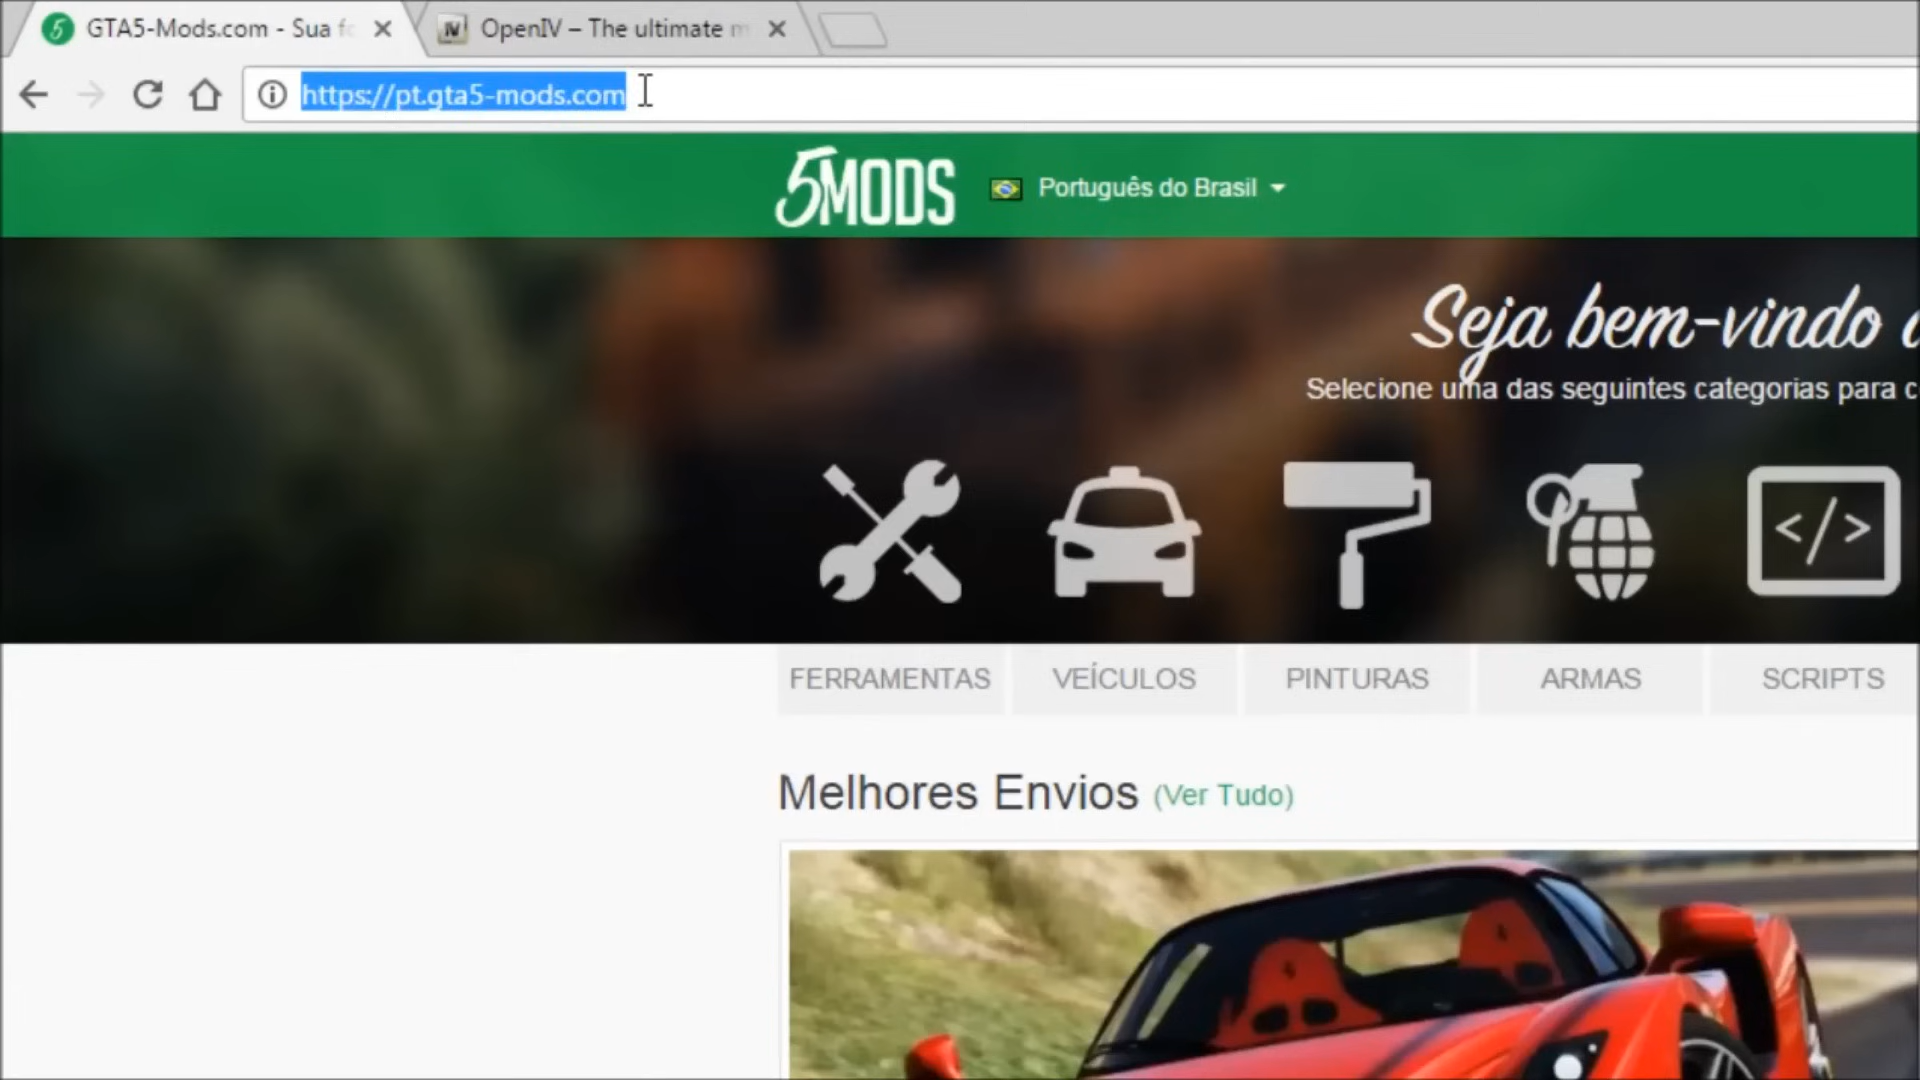 GTA5-Mods.com - Sua fo
OpenIV – The ultimate m
https://pt.gta5-mods.com
5MODS
Português do Brasil
Seja bem-vindo
Selecione uma das seguintes categorias para c
</>
FERRAMENTAS
VEÍCULOS
PINTURAS
ARMAS
SCRIPTS
Melhores Envios (Ver Tudo)